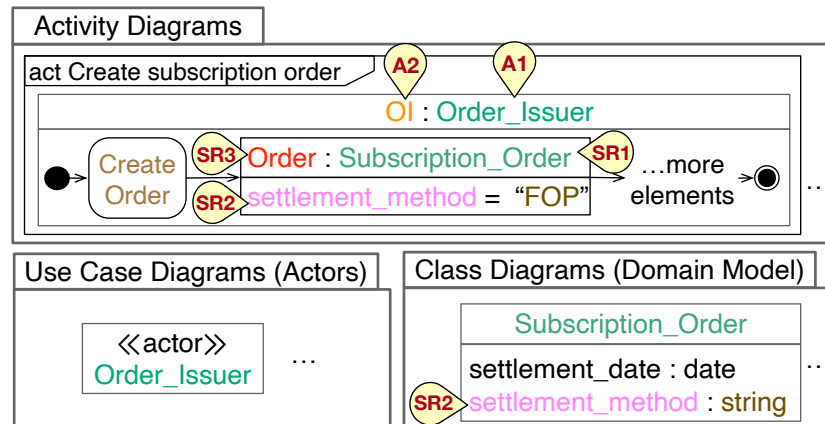 Activity Diagrams
act Create subscription order
A2
A1
OI : Order_Issuer
Create
Order
SR3
Order : Subscription_Order
SR1
SR2
settlement_method = “FOP”
…more
elements
…
Use Case Diagrams (Actors)
≪actor≫
Order_Issuer
…
Class Diagrams (Domain Model)
Subscription_Order
settlement_date : date
SR2
settlement_method : string
…